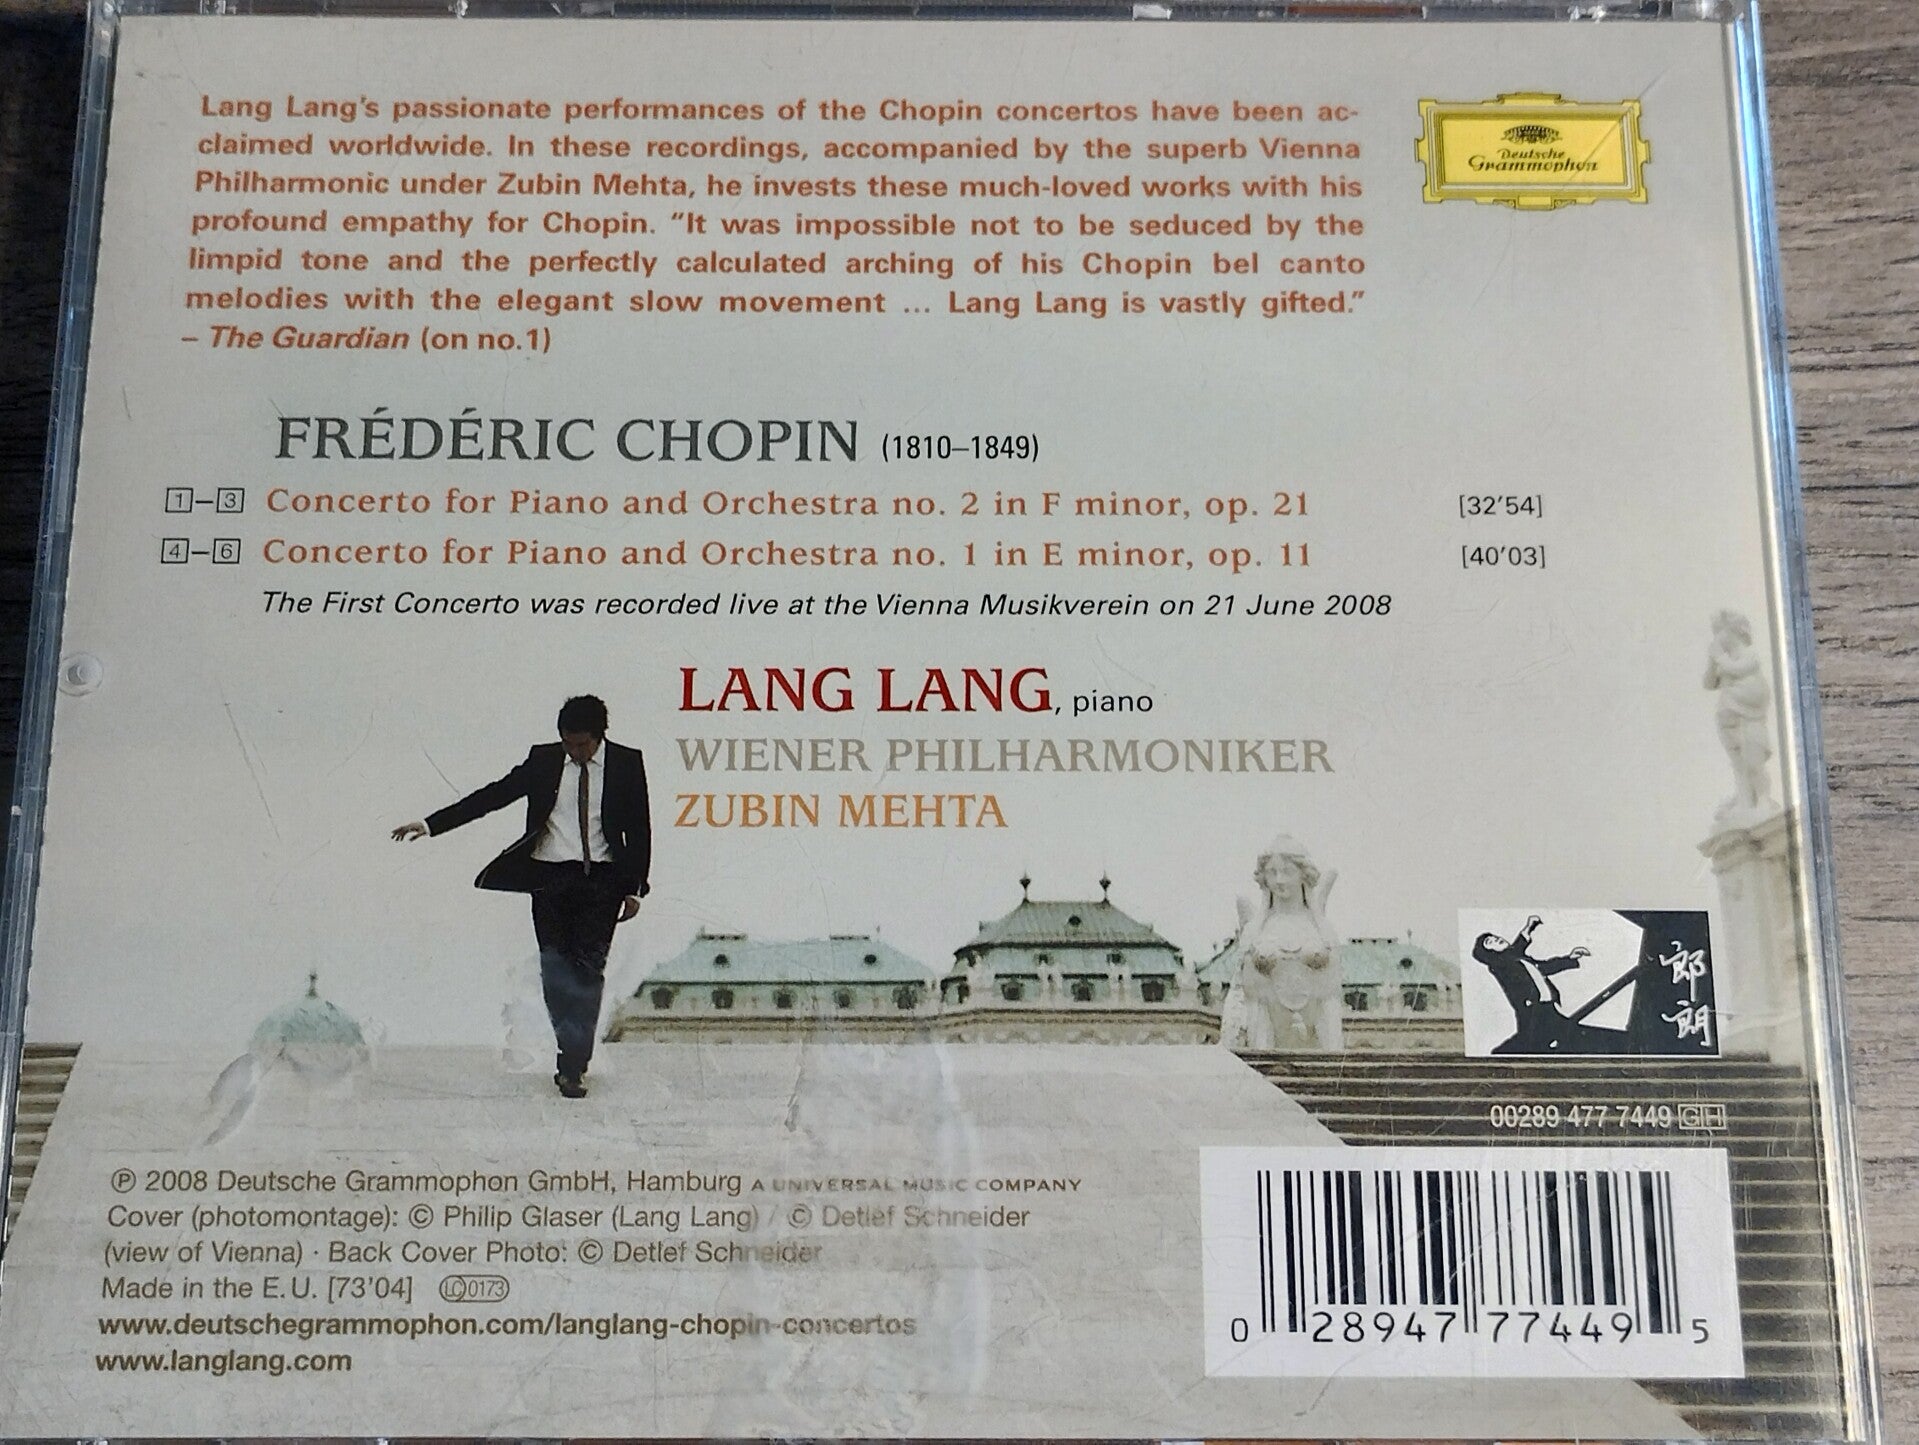 Lang Lang's passionate performances of the Chopin concertos have been ac-
claimed worldwide. In these recordings, accompanied by the superb Vienna
Philharmonic under Zubin Mehta, he invests these much-loved works with his
profound empathy for Chopin. “It was impossible not to be seduced by the
limpid tone and the perfectly calculated arching of his Chopin bel canto
melodies with the elegant slow movement ... Lang Lang is vastly gifted.”
– The Guardian (on no.1)
Deutsche
Grammophon
FRÉDÉRIC CHOPIN (1810–1849)
1–3 Concerto for Piano and Orchestra no. 2 in F minor, op. 21 [32'54]
4–6 Concerto for Piano and Orchestra no. 1 in E minor, op. 11 [40'03]
The First Concerto was recorded live at the Vienna Musikverein on 21 June 2008
LANG LANG, piano
WIENER PHILHARMONIKER
ZUBIN MEHTA
郎
朗
00289 477 7449 GH
℗ 2008 Deutsche Grammophon GmbH, Hamburg A UNIVERSAL MUSIC COMPANY
Cover (photomontage): © Philip Glaser (Lang Lang) / © Detlef Schneider
(view of Vienna) · Back Cover Photo: © Detlef Schneider
Made in the E.U. [73'04] LC 0173
www.deutschegrammophon.com/langlang-chopin-concertos
www.langlang.com
0 28947 77449 5